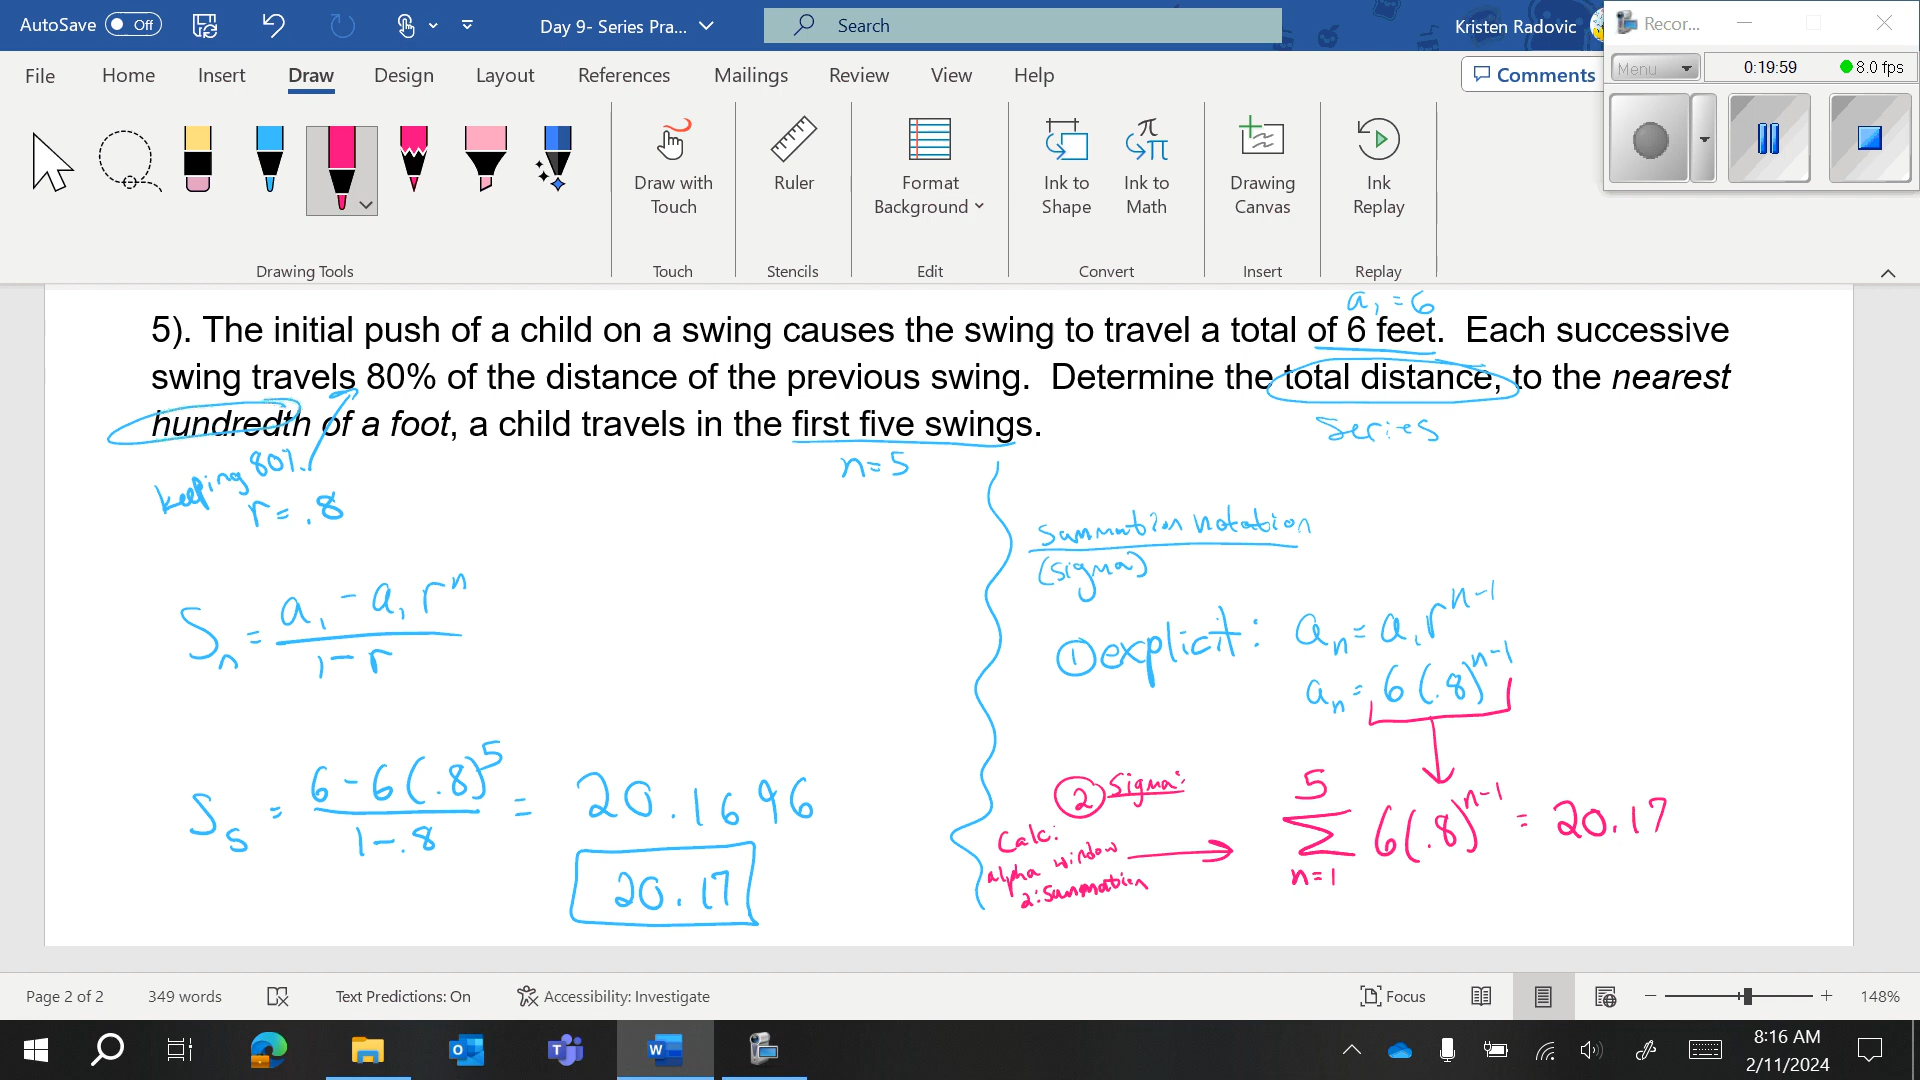 AutoSave Off Day 9- Series Pra... Search Kristen Radovic Recor...
File Home Insert Draw Design Layout References Mailings Review View Help Comments
Menu 0:19:59 8.0 fps
Draw with Touch Ruler Format Background Ink to Shape Ink to Math Drawing Canvas Ink Replay
Drawing Tools Touch Stencils Edit Convert Insert Replay
a₁ = 6
5). The initial push of a child on a swing causes the swing to travel a total of 6 feet. Each successive
swing travels 80% of the distance of the previous swing. Determine the total distance, to the nearest
hundredth of a foot, a child travels in the first five swings.
series
n=5
keeping 80%
r = .8
Sₙ = (a₁ - a₁rⁿ)/(1 - r)
S₅ = (6 - 6(.8)⁵)/(1 - .8) = 20.1696
20.17
Summation notation
(sigma)
① explicit: aₙ = a₁rⁿ⁻¹
aₙ = 6(.8)ⁿ⁻¹
② Sigma:
Calc:
alpha window
2: summation
5
∑ 6(.8)ⁿ⁻¹ = 20.17
n=1
Page 2 of 2 349 words Text Predictions: On Accessibility: Investigate Focus 148%
8:16 AM
2/11/2024